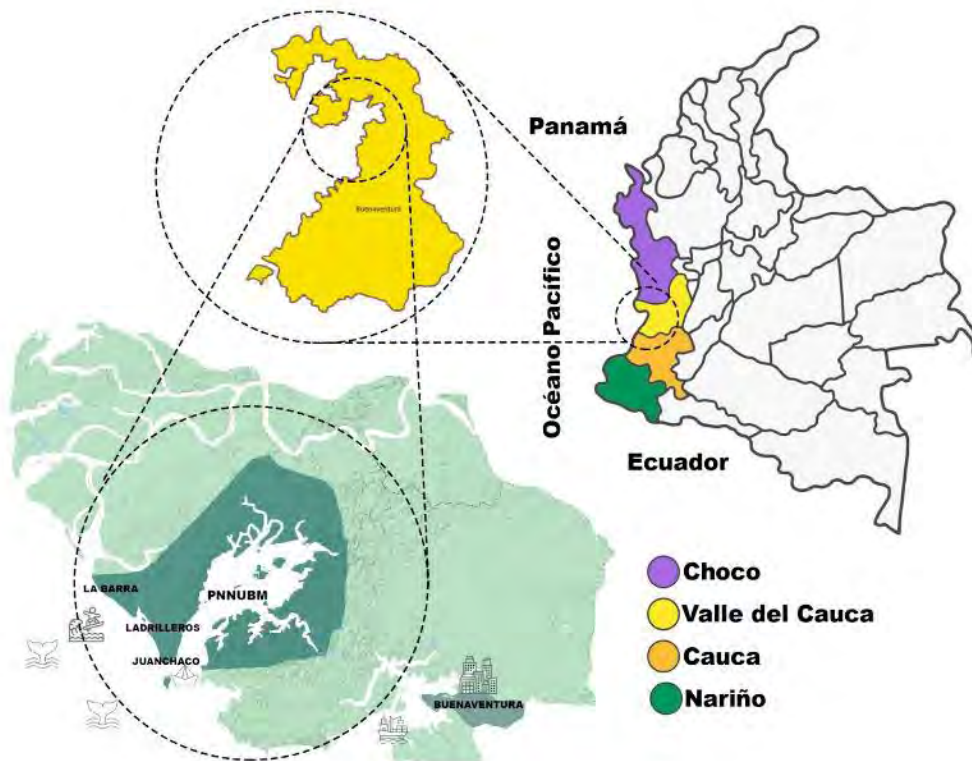 Panamá
Buenaventura
Océano Pacífico
Ecuador
LA BARRA
PNNUBM
LADRILLEROS
JUANCHACO
BUENAVENTURA
Choco
Valle del Cauca
Cauca
Nariño